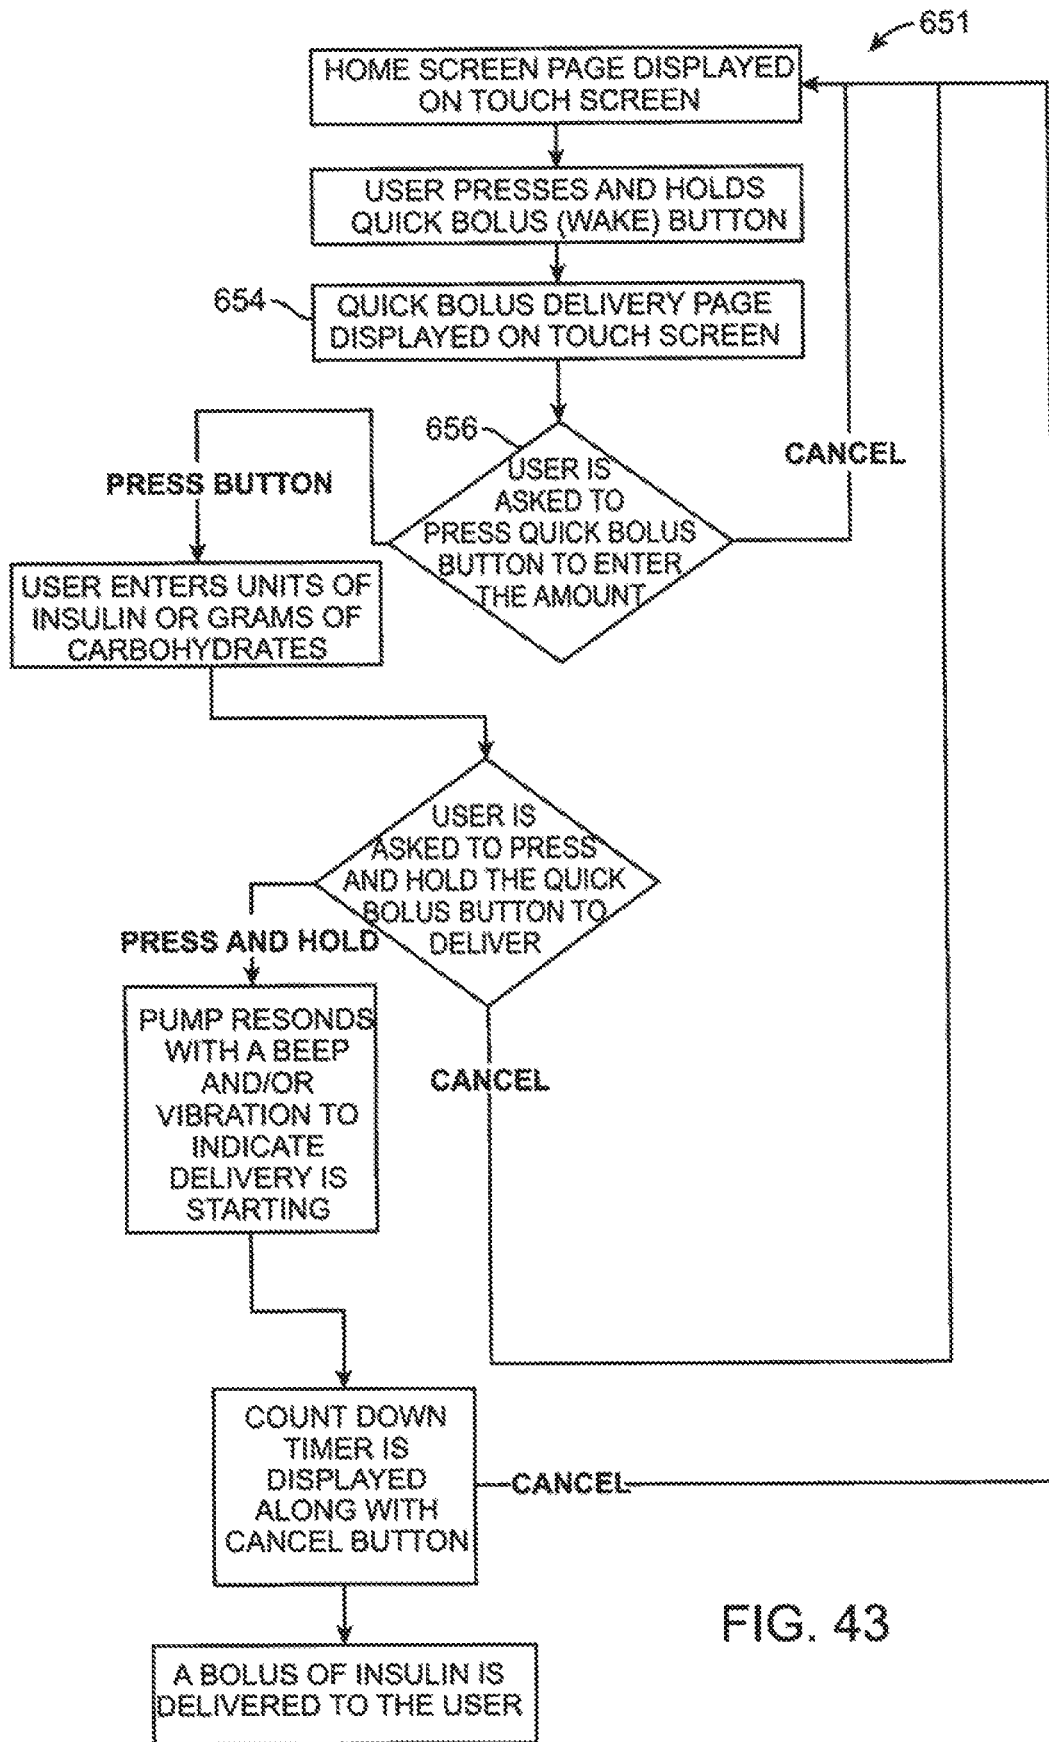 651
HOME SCREEN PAGE DISPLAYED
ON TOUCH SCREEN
USER PRESSES AND HOLDS
QUICK BOLUS (WAKE) BUTTON
654
QUICK BOLUS DELIVERY PAGE
DISPLAYED ON TOUCH SCREEN
656
USER IS
ASKED TO
PRESS QUICK BOLUS
BUTTON TO ENTER
THE AMOUNT
CANCEL
PRESS BUTTON
USER ENTERS UNITS OF
INSULIN OR GRAMS OF
CARBOHYDRATES
USER IS
ASKED TO PRESS
AND HOLD THE QUICK
BOLUS BUTTON TO
DELIVER
PRESS AND HOLD
CANCEL
PUMP RESONDS
WITH A BEEP
AND/OR
VIBRATION TO
INDICATE
DELIVERY IS
STARTING
COUNT DOWN
TIMER IS
DISPLAYED
ALONG WITH
CANCEL BUTTON
CANCEL
A BOLUS OF INSULIN IS
DELIVERED TO THE USER
FIG. 43